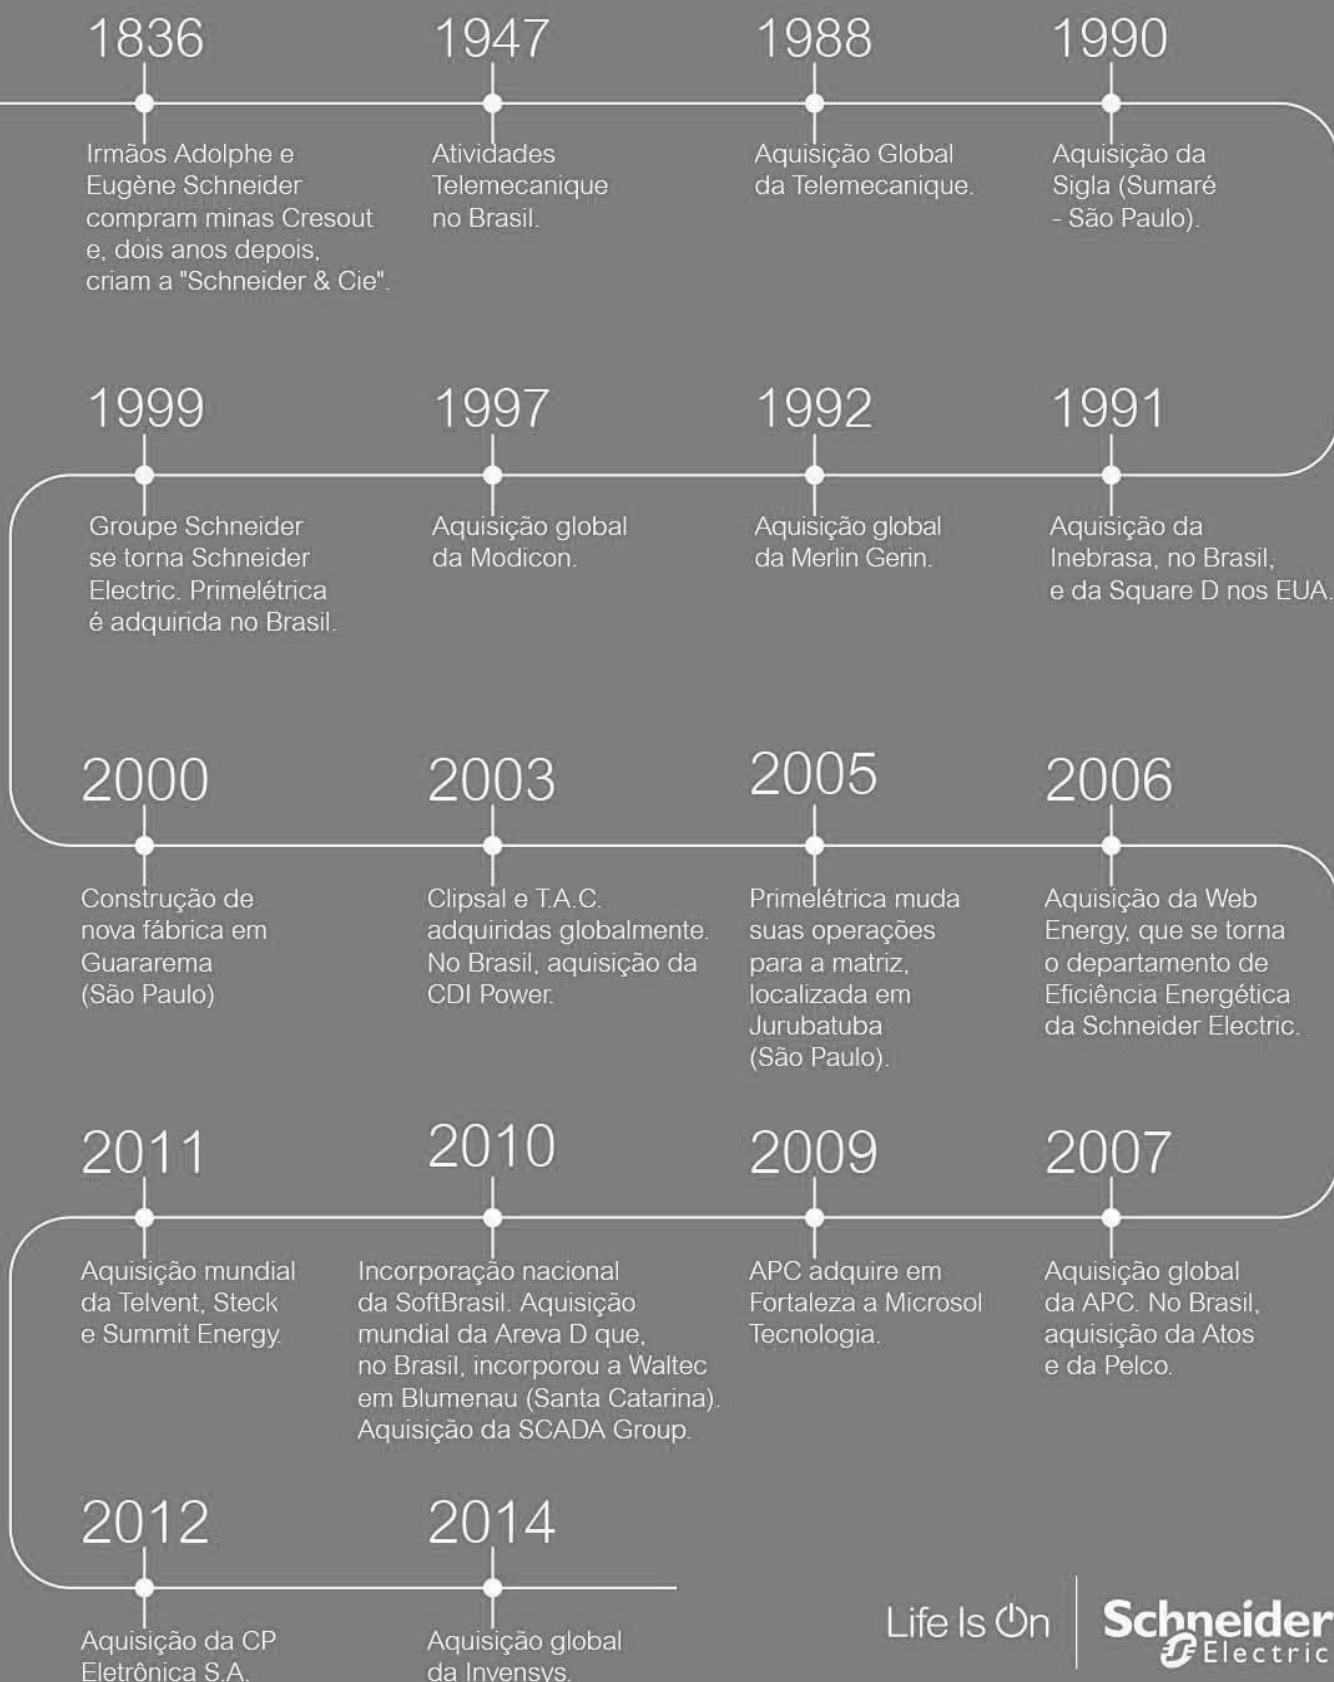 1836
Irmãos Adolphe e
Eugène Schneider
compram minas Cresout
e, dois anos depois,
criam a "Schneider & Cie".
1947
Atividades
Telemecanique
no Brasil.
1988
Aquisição Global
da Telemecanique.
1990
Aquisição da
Sigla (Sumaré
- São Paulo).
1991
Aquisição da
Inebrasa, no Brasil,
e da Square D nos EUA.
1992
Aquisição global
da Merlin Gerin.
1997
Aquisição global
da Modicon.
1999
Groupe Schneider
se torna Schneider
Electric. Primelétrica
é adquirida no Brasil.
2000
Construção de
nova fábrica em
Guararema
(São Paulo)
2003
Clipsal e T.A.C.
adquiridas globalmente.
No Brasil, aquisição da
CDI Power.
2005
Primelétrica muda
suas operações
para a matriz,
localizada em
Jurubatuba
(São Paulo).
2006
Aquisição da Web
Energy, que se torna
o departamento de
Eficiência Energética
da Schneider Electric.
2007
Aquisição global
da APC. No Brasil,
aquisição da Atos
e da Pelco.
2009
APC adquire em
Fortaleza a Microsol
Tecnologia.
2010
Incorporação nacional
da SoftBrasil. Aquisição
mundial da Areva D que,
no Brasil, incorporou a Waltec
em Blumenau (Santa Catarina).
Aquisição da SCADA Group.
2011
Aquisição mundial
da Telvent, Steck
e Summit Energy.
2012
Aquisição da CP
Eletrônica S.A.
2014
Aquisição global
da Invensys.
Life Is On
Schneider
Electric